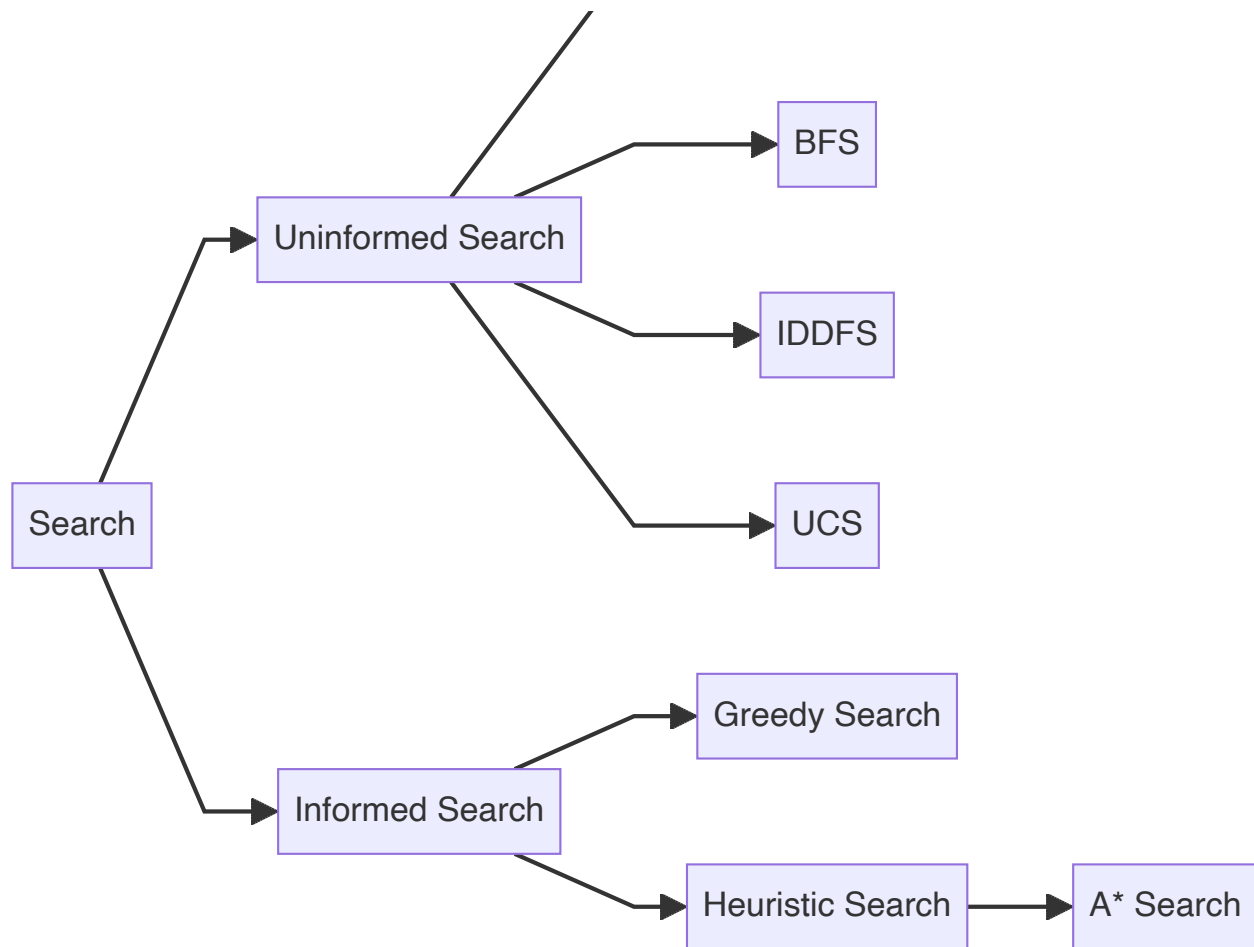 BFS
Uninformed Search
IDDFS
Search
UCS
Greedy Search
Informed Search
Heuristic Search
A* Search